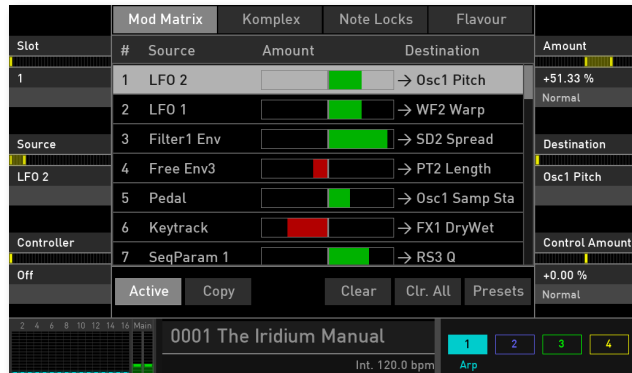 Mod Matrix Komplex Note Locks Flavour
Slot
1
Source
LFO 2
Controller
Off
# Source Amount Destination
1 LFO 2 → Osc1 Pitch
2 LFO 1 → WF2 Warp
3 Filter1 Env → SD2 Spread
4 Free Env3 → PT2 Length
5 Pedal → Osc1 Samp Sta
6 Keytrack → FX1 DryWet
7 SeqParam 1 → RS3 Q
Active Copy Clear Clr. All Presets
Amount
+51.33 %
Normal
Destination
Osc1 Pitch
Control Amount
+0.00 %
Normal
2 4 6 8 10 12 14 16 Main
0001 The Iridium Manual
Int. 120.0 bpm
1 2 3 4
Arp